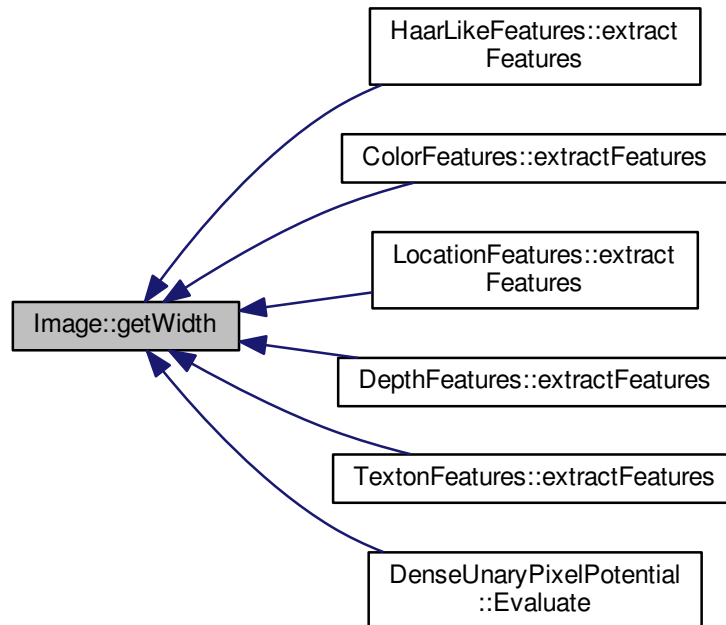 HaarLikeFeatures::extract
Features
ColorFeatures::extractFeatures
LocationFeatures::extract
Features
Image::getWidth
DepthFeatures::extractFeatures
TextonFeatures::extractFeatures
DenseUnaryPixelPotential
::Evaluate